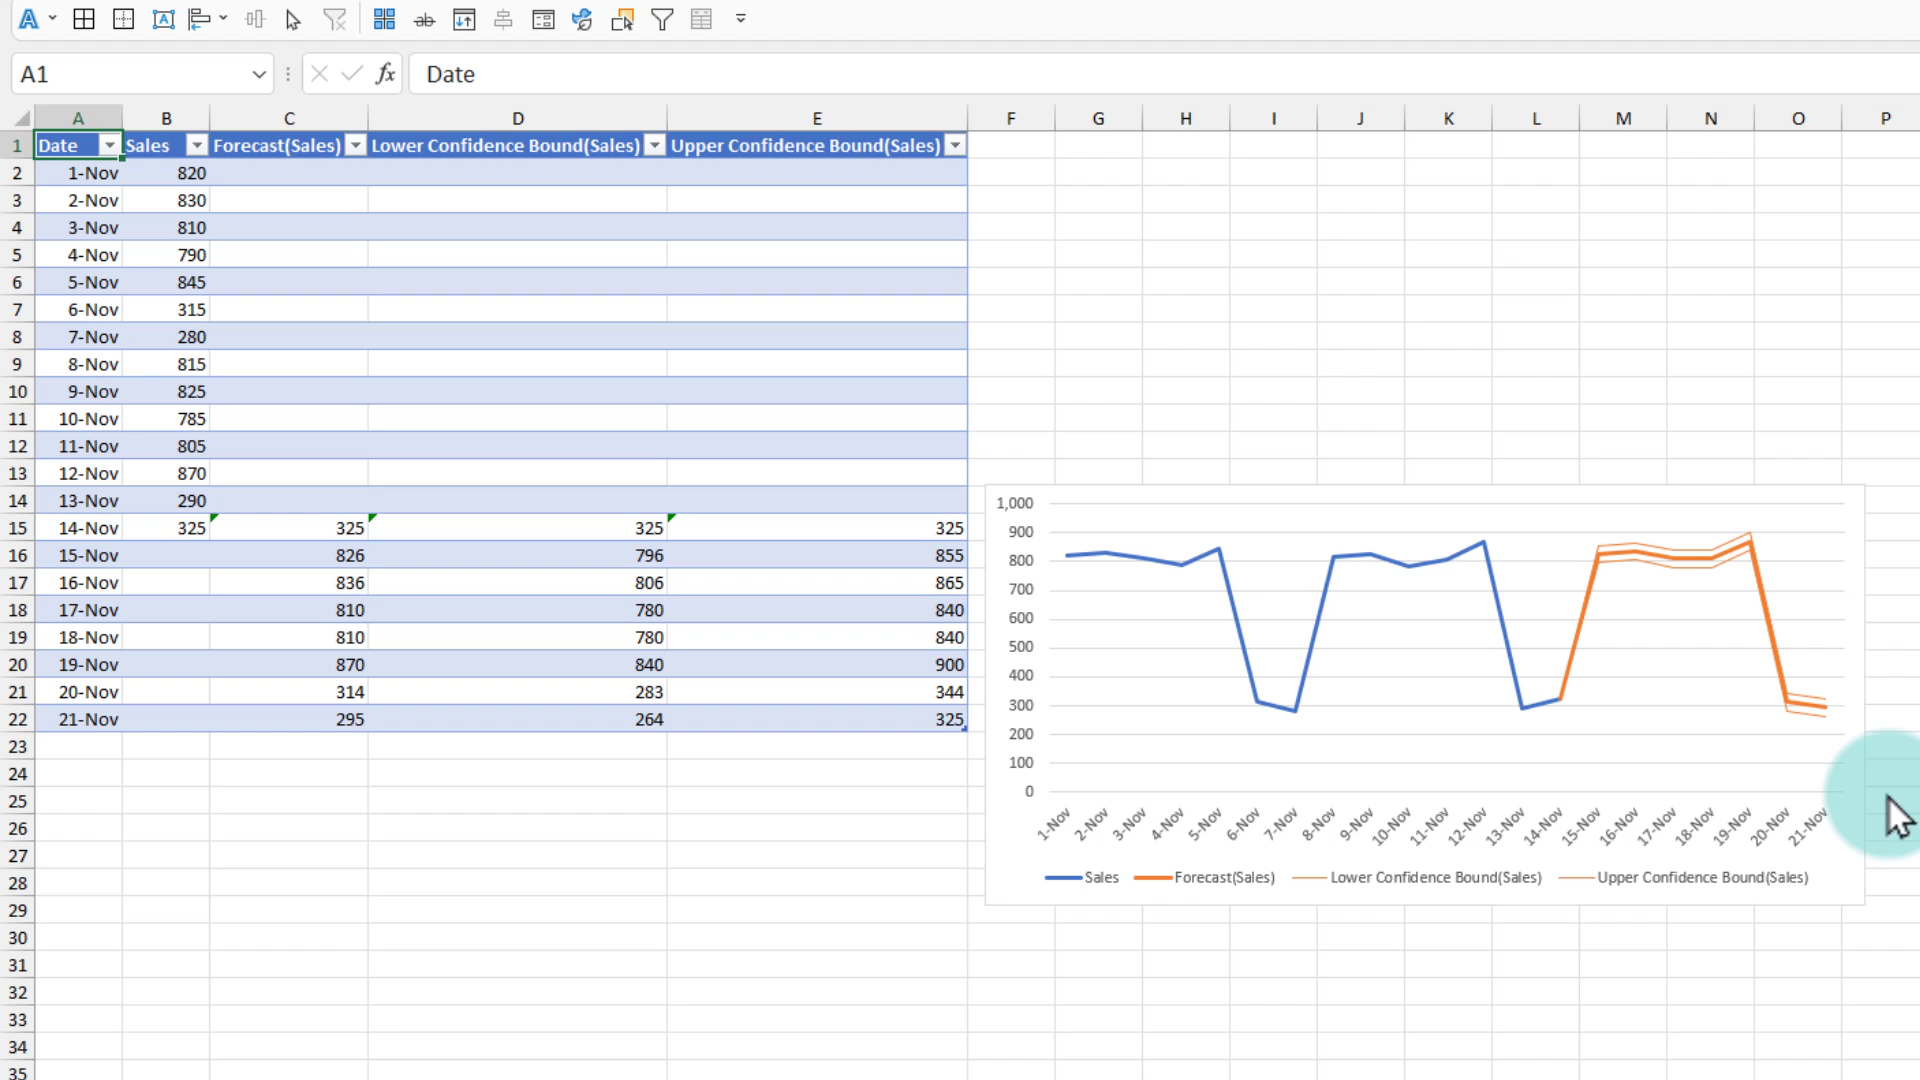 A1
fx
Date
A B C D E F G H I J K L M N O P
1 Date Sales Forecast(Sales) Lower Confidence Bound(Sales) Upper Confidence Bound(Sales)
2 1-Nov 820
3 2-Nov 830
4 3-Nov 810
5 4-Nov 790
6 5-Nov 845
7 6-Nov 315
8 7-Nov 280
9 8-Nov 815
10 9-Nov 825
11 10-Nov 785
12 11-Nov 805
13 12-Nov 870
14 13-Nov 290
15 14-Nov 325 325 325 325
16 15-Nov 826 796 855
17 16-Nov 836 806 865
18 17-Nov 810 780 840
19 18-Nov 810 780 840
20 19-Nov 870 840 900
21 20-Nov 314 283 344
22 21-Nov 295 264 325
23
24
25
26
27
28
29
30
31
32
33
34
35
1,000
900
800
700
600
500
400
300
200
100
0
1-Nov 2-Nov 3-Nov 4-Nov 5-Nov 6-Nov 7-Nov 8-Nov 9-Nov 10-Nov 11-Nov 12-Nov 13-Nov 14-Nov 15-Nov 16-Nov 17-Nov 18-Nov 19-Nov 20-Nov 21-Nov
Sales Forecast(Sales) Lower Confidence Bound(Sales) Upper Confidence Bound(Sales)